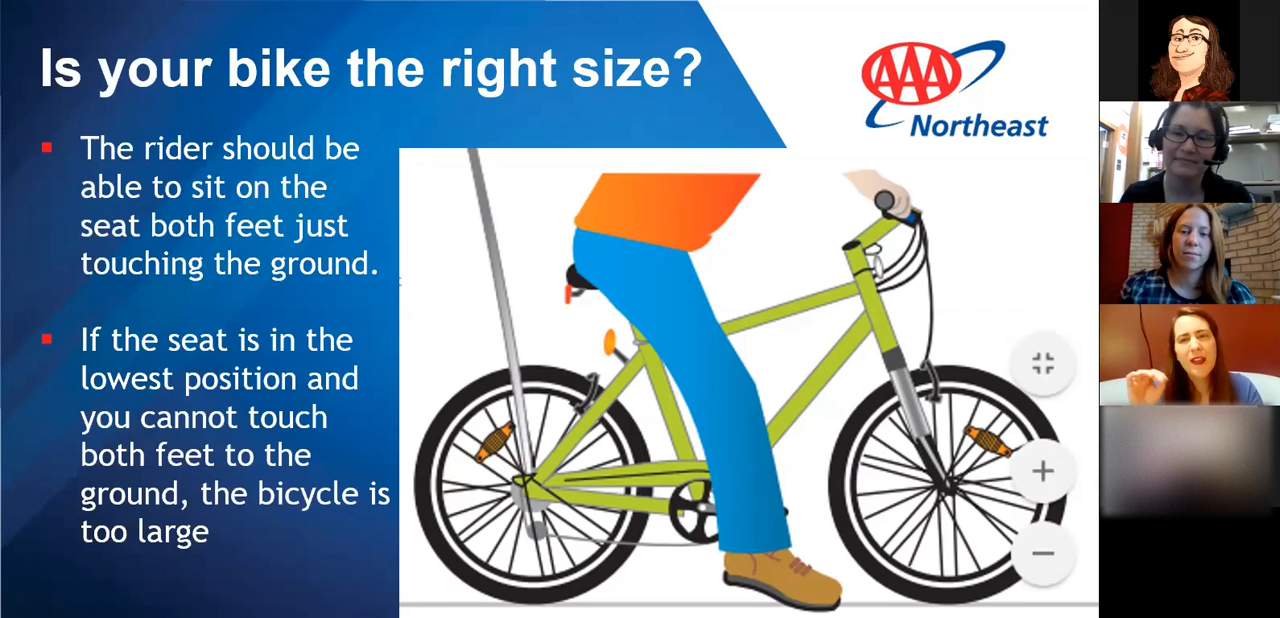 Is your bike the right size?
The rider should be
able to sit on the
seat both feet just
touching the ground.
If the seat is in the
lowest position and
you cannot touch
both feet to the
ground, the bicycle is
too large
AAA
Northeast